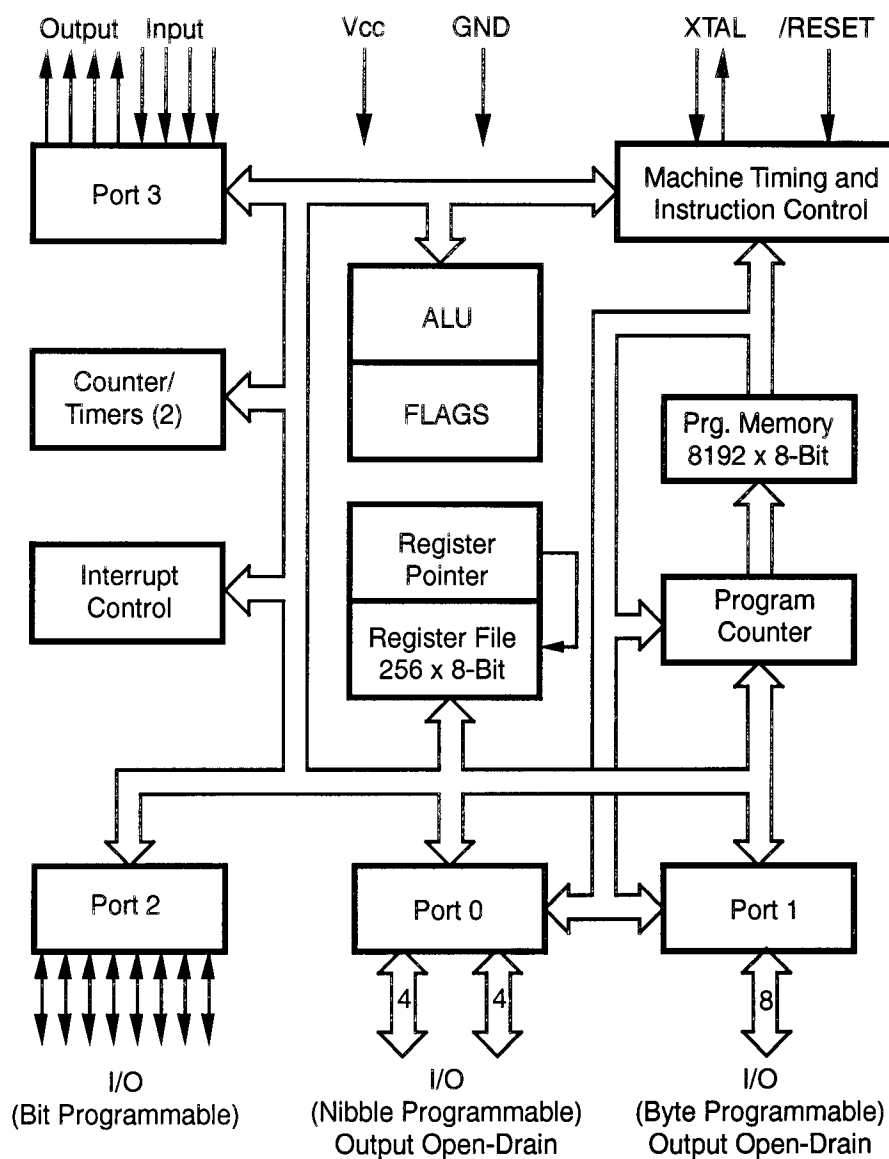 Output Input Vcc GND XTAL /RESET
Port 3
Machine Timing and
Instruction Control
ALU
FLAGS
Counter/
Timers (2)
Prg. Memory
8192 x 8-Bit
Register
Pointer
Interrupt
Control
Program
Counter
Register File
256 x 8-Bit
Port 2
Port 0
Port 1
4
4
8
I/O
(Bit Programmable)
I/O
(Nibble Programmable)
Output Open-Drain
I/O
(Byte Programmable)
Output Open-Drain